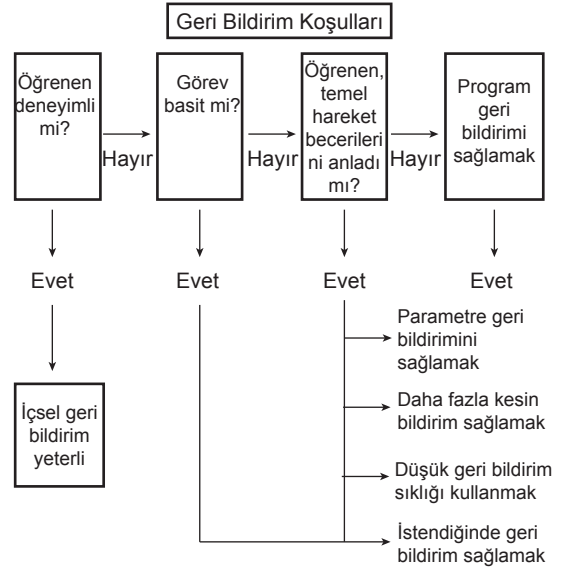 Geri Bildirim Koşulları
Öğrenen
deneyimli
mi?
Hayır
Görev
basit mi?
Hayır
Öğrenen,
temel
hareket
becerileri
ni anladı
mı?
Hayır
Program
geri
bildirimi
sağlamak
Evet
Evet
Evet
Evet
İçsel geri
bildirim
yeterli
Parametre geri
bildirimini
sağlamak
Daha fazla kesin
bildirim sağlamak
Düşük geri bildirim
sıklığı kullanmak
İstendiğinde geri
bildirim sağlamak